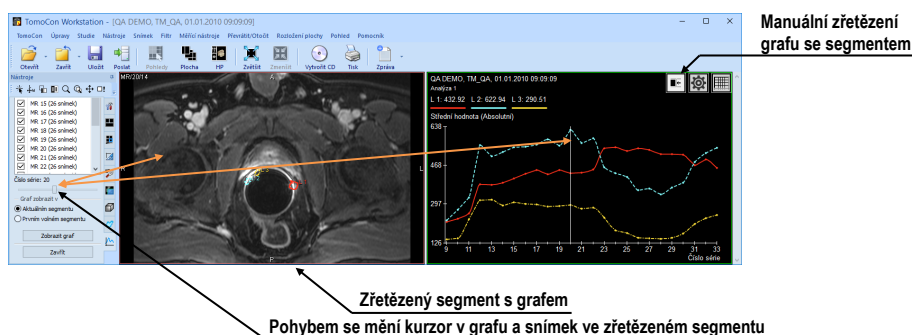 TomoCon Workstation - [QA DEMO, TM_QA, 01.01.2010 09:09:09]
TomoCon Úpravy Studie Nástroje Snímek Filtr Měřící nástroje Převrátit/Otočit Rozložení plochy Pohled Pomocník
Otevřít Zavřít Uložit Poslat Pohledy Plocha HP Zvětšit Zmenšit Vytvořit CD Tisk Zpráva
Manuální zřetězení
grafu se segmentem
Nástroje
MR 15 (26 snímek)
MR 16 (26 snímek)
MR 17 (26 snímek)
MR 18 (26 snímek)
MR 19 (26 snímek)
MR 20 (26 snímek)
MR 21 (26 snímek)
MR 22 (26 snímek)
Číslo série: 20
Graf zobrazit v
Aktuálním segmentu
Prvním volném segmentu
Zobrazit graf
Zavřít
MR/20/14
A
R
L
P
QA DEMO, TM_QA, 01.01.2010 09:09:09
Analýza 1
L 1: 432.92 L 2: 622.94 L 3: 290.51
Střední hodnota (Absolutní)
638
468
297
126
9 11 13 15 17 19 21 23 25 27 29 31 33
Číslo série
Zřetězený segment s grafem
Pohybem se mění kurzor v grafu a snímek ve zřetězeném segmentu